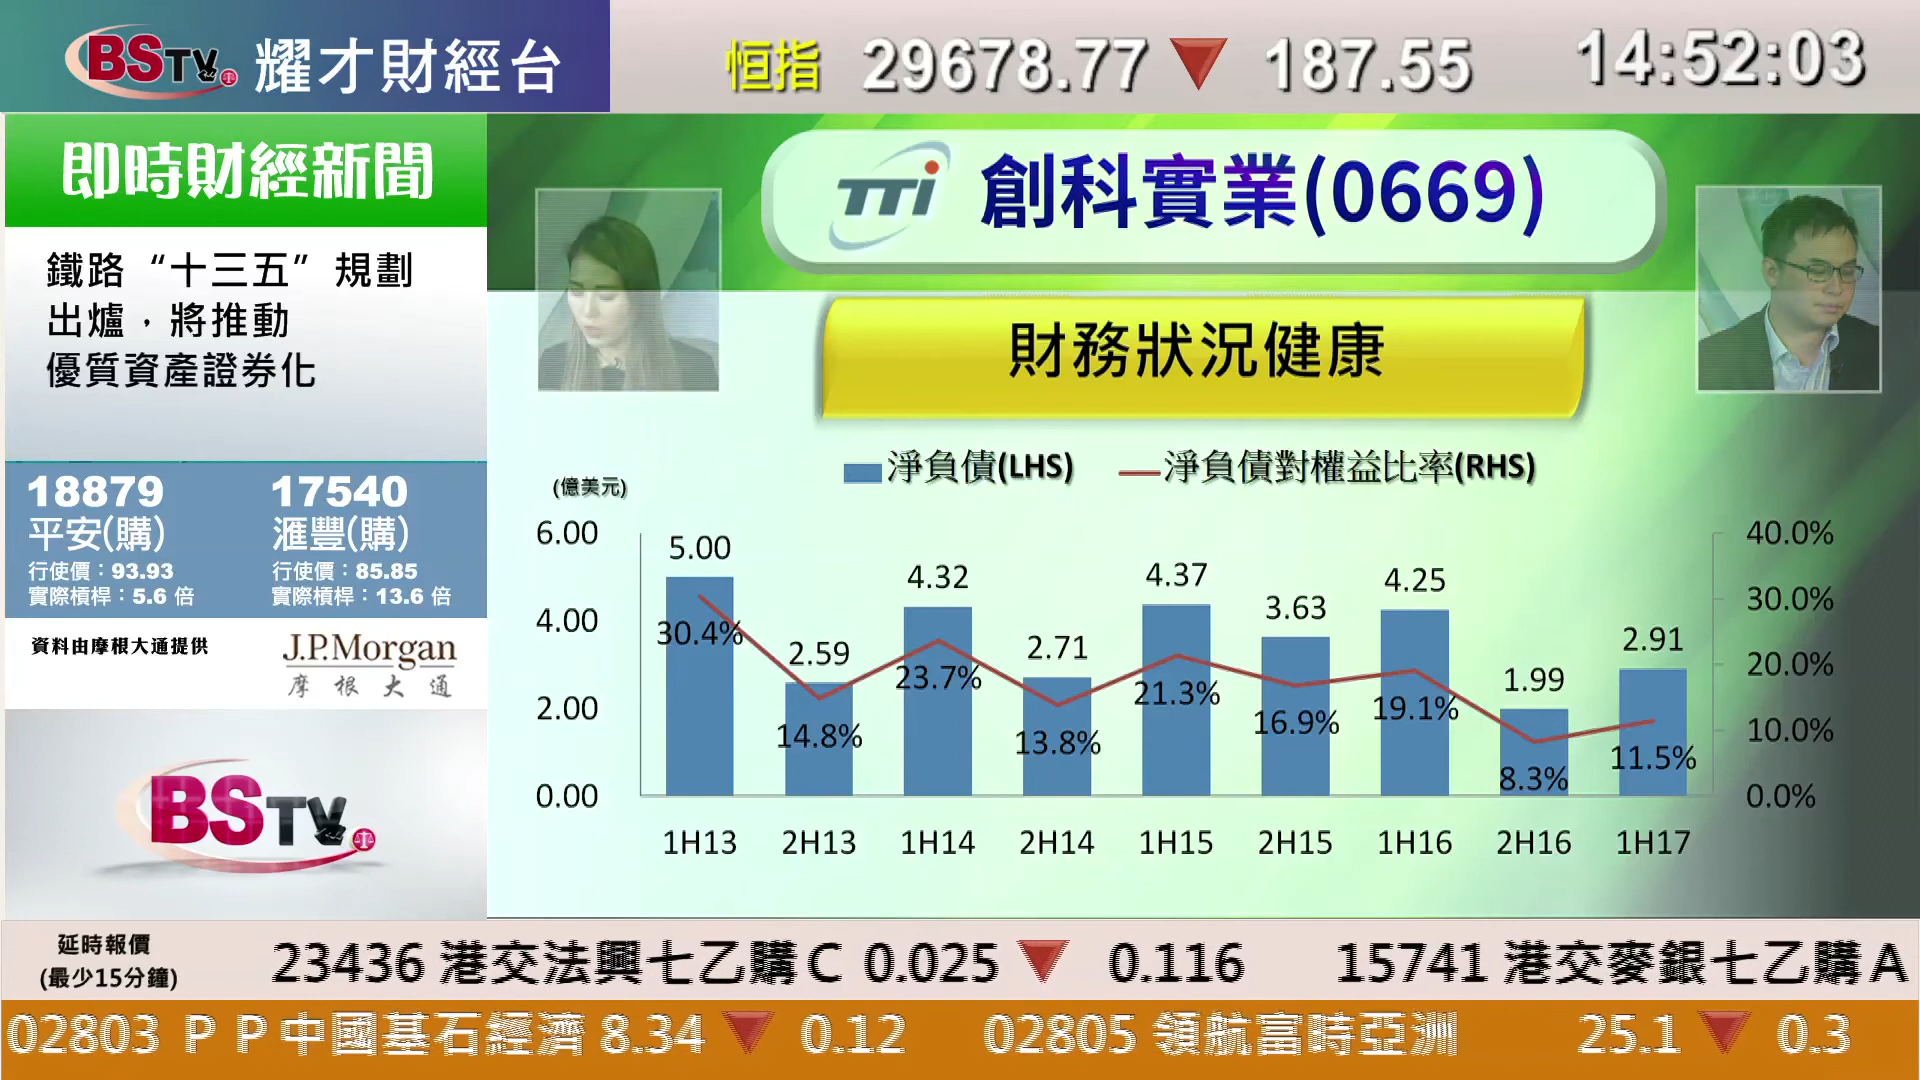 BSTV 耀才財經台
恒指 29678.77 ▼ 187.55 14:52:03
即時財經新聞
鐵路“十三五”規劃
出爐，將推動
優質資產證券化
18879 17540
平安(購) 滙豐(購)
行使價：93.93 行使價：85.85
實際槓桿：5.6 倍 實際槓桿：13.6 倍
資料由摩根大通提供 J.P.Morgan
摩根大通
BSTV
TTI 創科實業(0669)
財務狀況健康
淨負債(LHS) 淨負債對權益比率(RHS)
(億美元)
6.00
4.00
2.00
0.00
5.00 2.59 4.32 2.71 4.37 3.63 4.25 1.99 2.91
30.4% 14.8% 23.7% 13.8% 21.3% 16.9% 19.1% 8.3% 11.5%
40.0%
30.0%
20.0%
10.0%
0.0%
1H13 2H13 1H14 2H14 1H15 2H15 1H16 2H16 1H17
延時報價
(最少15分鐘)
23436 港交法興七乙購C 0.025 ▼ 0.116 15741 港交麥銀七乙購A
02803 PP中國基石經濟 8.34 ▼ 0.12 02805 領航富時亞洲 25.1 ▼ 0.3